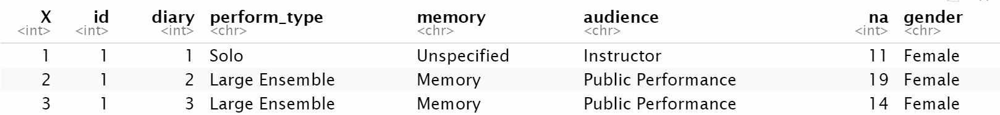 X id diary perform_type memory audience na gender
<int> <int> <int> <chr> <chr> <chr> <int> <chr>
1 1 1 Solo Unspecified Instructor 11 Female
2 1 2 Large Ensemble Memory Public Performance 19 Female
3 1 3 Large Ensemble Memory Public Performance 14 Female